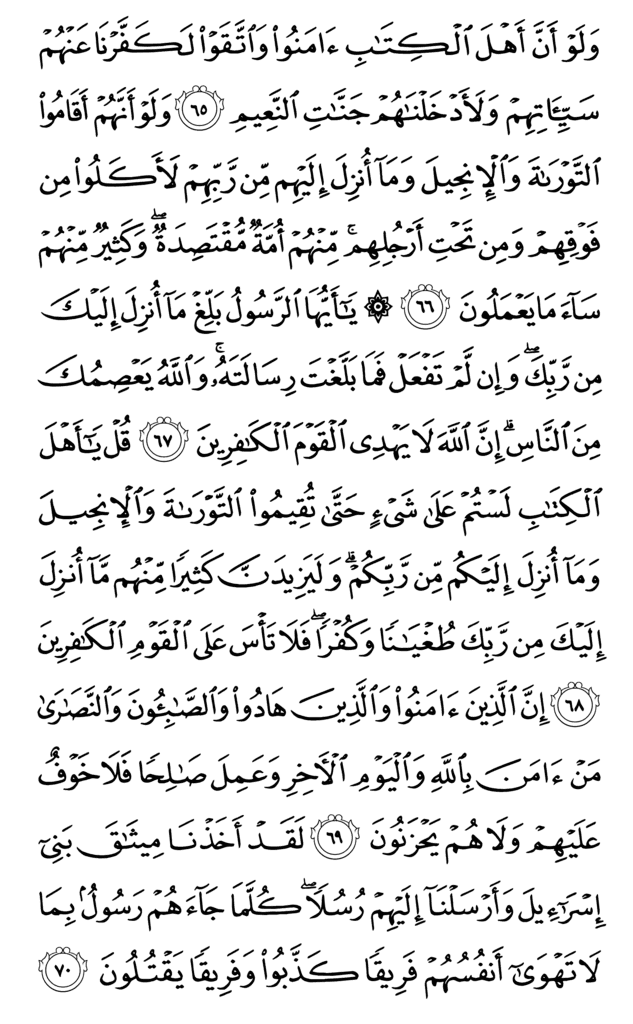 وَلَوۡ أَنَّ أَهۡلَ ٱلۡكِتَٰبِ ءَامَنُواْ وَٱتَّقَوۡاْ لَكَفَّرۡنَا عَنۡهُمۡ
سَيِّـَٔاتِهِمۡ وَلَأَدۡخَلۡنَٰهُمۡ جَنَّٰتِ ٱلنَّعِيمِ ٦٥ وَلَوۡ أَنَّهُمۡ أَقَامُواْ
ٱلتَّوۡرَىٰةَ وَٱلۡإِنجِيلَ وَمَآ أُنزِلَ إِلَيۡهِم مِّن رَّبِّهِمۡ لَأَكَلُواْ مِن
فَوۡقِهِمۡ وَمِن تَحۡتِ أَرۡجُلِهِمۚ مِّنۡهُمۡ أُمَّةٞ مُّقۡتَصِدَةٞۖ وَكَثِيرٞ مِّنۡهُمۡ
سَآءَ مَا يَعۡمَلُونَ ٦٦ ۞ يَٰٓأَيُّهَا ٱلرَّسُولُ بَلِّغۡ مَآ أُنزِلَ إِلَيۡكَ
مِن رَّبِّكَۖ وَإِن لَّمۡ تَفۡعَلۡ فَمَا بَلَّغۡتَ رِسَالَتَهُۥۚ وَٱللَّهُ يَعۡصِمُكَ
مِنَ ٱلنَّاسِۗ إِنَّ ٱللَّهَ لَا يَهۡدِي ٱلۡقَوۡمَ ٱلۡكَٰفِرِينَ ٦٧ قُلۡ يَٰٓأَهۡلَ
ٱلۡكِتَٰبِ لَسۡتُمۡ عَلَىٰ شَيۡءٍ حَتَّىٰ تُقِيمُواْ ٱلتَّوۡرَىٰةَ وَٱلۡإِنجِيلَ
وَمَآ أُنزِلَ إِلَيۡكُم مِّن رَّبِّكُمۡۗ وَلَيَزِيدَنَّ كَثِيرٗا مِّنۡهُم مَّآ أُنزِلَ
إِلَيۡكَ مِن رَّبِّكَ طُغۡيَٰنٗا وَكُفۡرٗاۖ فَلَا تَأۡسَ عَلَى ٱلۡقَوۡمِ ٱلۡكَٰفِرِينَ
٦٨ إِنَّ ٱلَّذِينَ ءَامَنُواْ وَٱلَّذِينَ هَادُواْ وَٱلصَّٰبِـُٔونَ وَٱلنَّصَٰرَىٰ
مَنۡ ءَامَنَ بِٱللَّهِ وَٱلۡيَوۡمِ ٱلۡأٓخِرِ وَعَمِلَ صَٰلِحٗا فَلَا خَوۡفٌ
عَلَيۡهِمۡ وَلَا هُمۡ يَحۡزَنُونَ ٦٩ لَقَدۡ أَخَذۡنَا مِيثَٰقَ بَنِيٓ
إِسۡرَٰٓءِيلَ وَأَرۡسَلۡنَآ إِلَيۡهِمۡ رُسُلٗاۖ كُلَّمَا جَآءَهُمۡ رَسُولُۢ بِمَا
لَا تَهۡوَىٰٓ أَنفُسُهُمۡ فَرِيقٗا كَذَّبُواْ وَفَرِيقٗا يَقۡتُلُونَ ٧٠